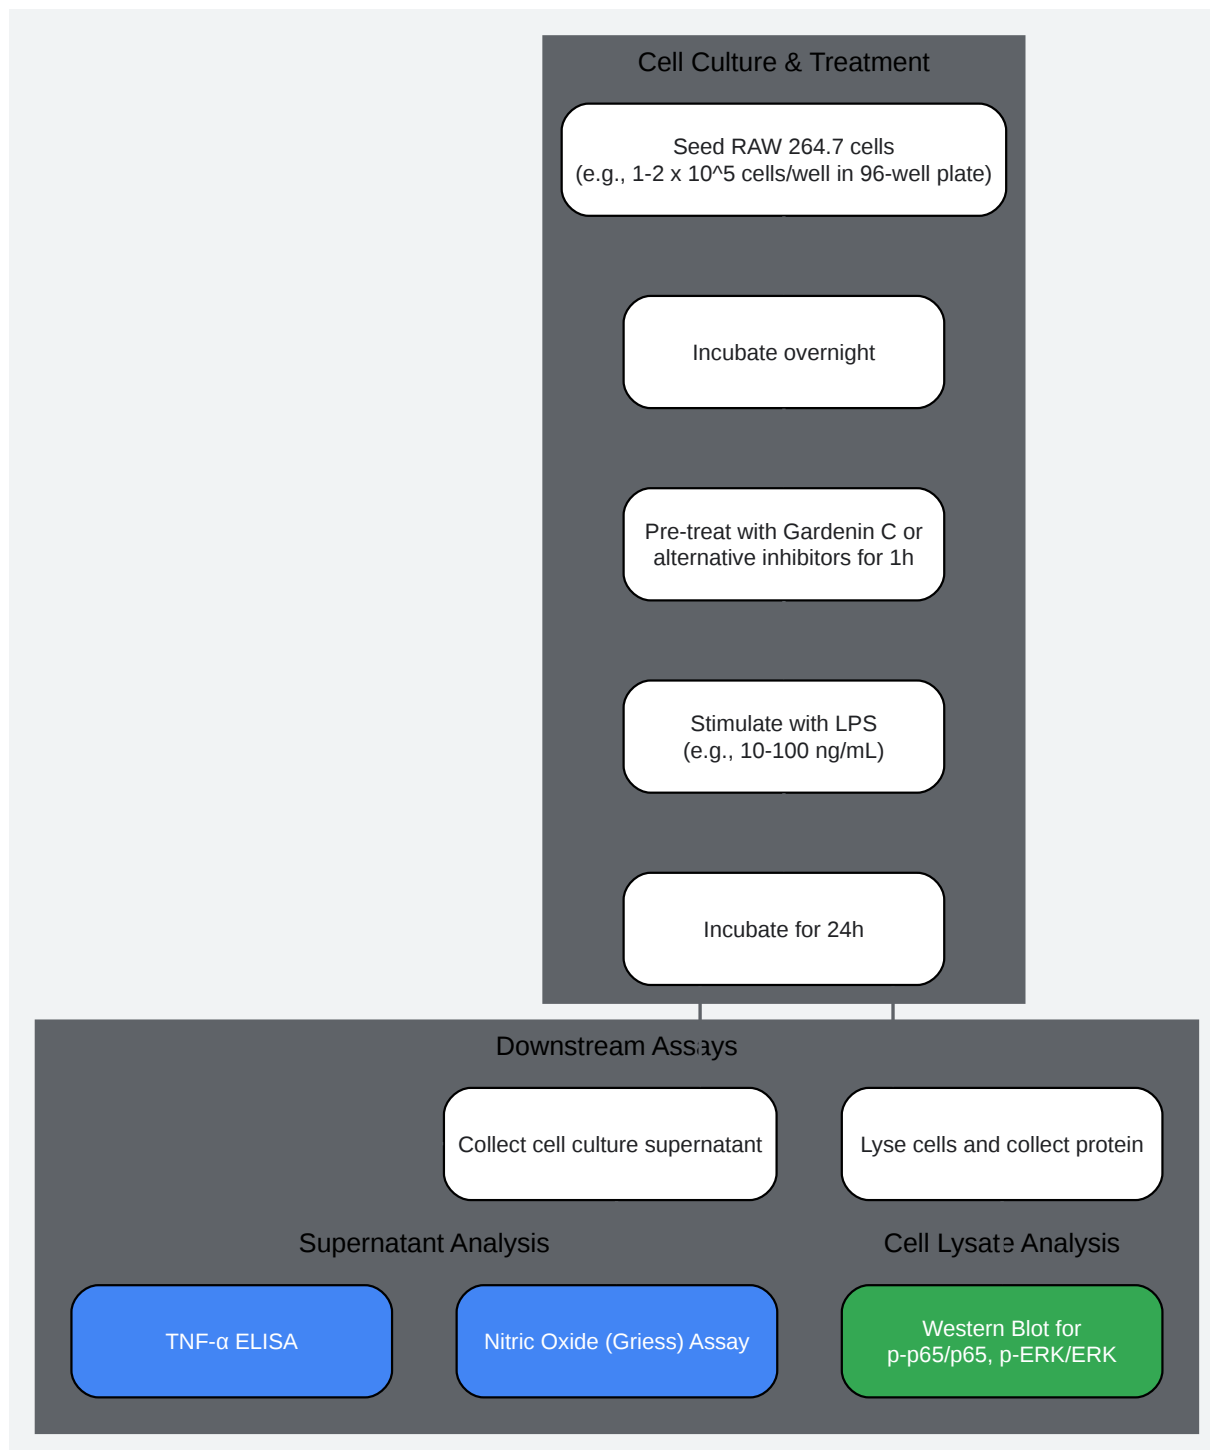 Cell Culture & Treatment
Seed RAW 264.7 cells
(e.g., 1-2 x 10^5 cells/well in 96-well plate)
Incubate overnight
Pre-treat with Gardenin C or
alternative inhibitors for 1h
Stimulate with LPS
(e.g., 10-100 ng/mL)
Incubate for 24h
Downstream Assays
Collect cell culture supernatant
Lyse cells and collect protein
Supernatant Analysis
Cell Lysate Analysis
TNF-α ELISA
Nitric Oxide (Griess) Assay
Western Blot for
p-p65/p65, p-ERK/ERK